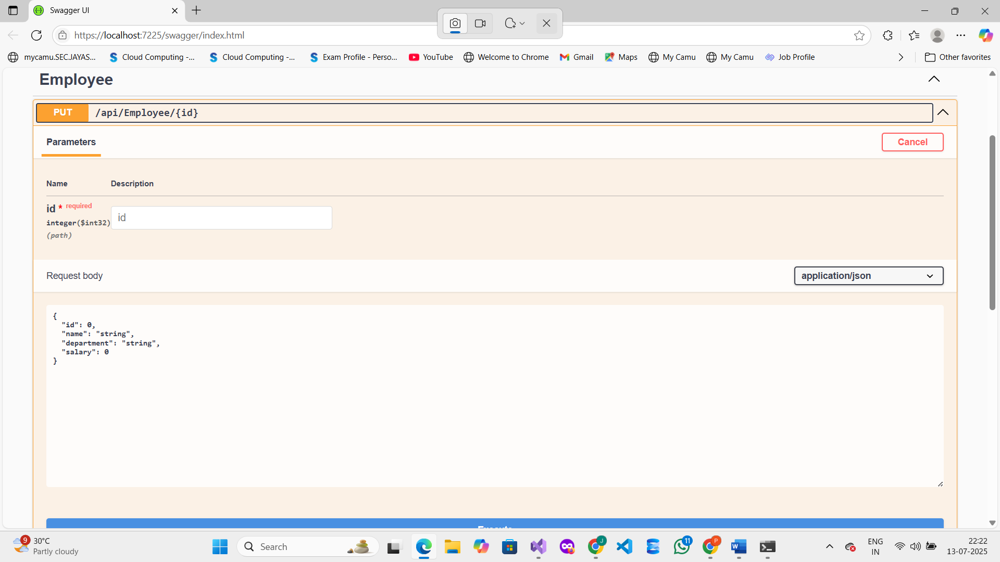 Swagger UI
https://localhost:7225/swagger/index.html
mycamu.SEC.JAYAS... Cloud Computing -... Cloud Computing -... Exam Profile - Perso... YouTube Welcome to Chrome Gmail Maps My Camu My Camu Job Profile Other favorites
Employee
PUT /api/Employee/{id}
Parameters Cancel
Name Description
id * required
integer($int32)
(path)
id
Request body application/json
{
"id": 0,
"name": "string",
"department": "string",
"salary": 0
}
Execute
9 30°C
Partly cloudy
Search
J
11
P
W
ENG
IN
22:22
13-07-2025